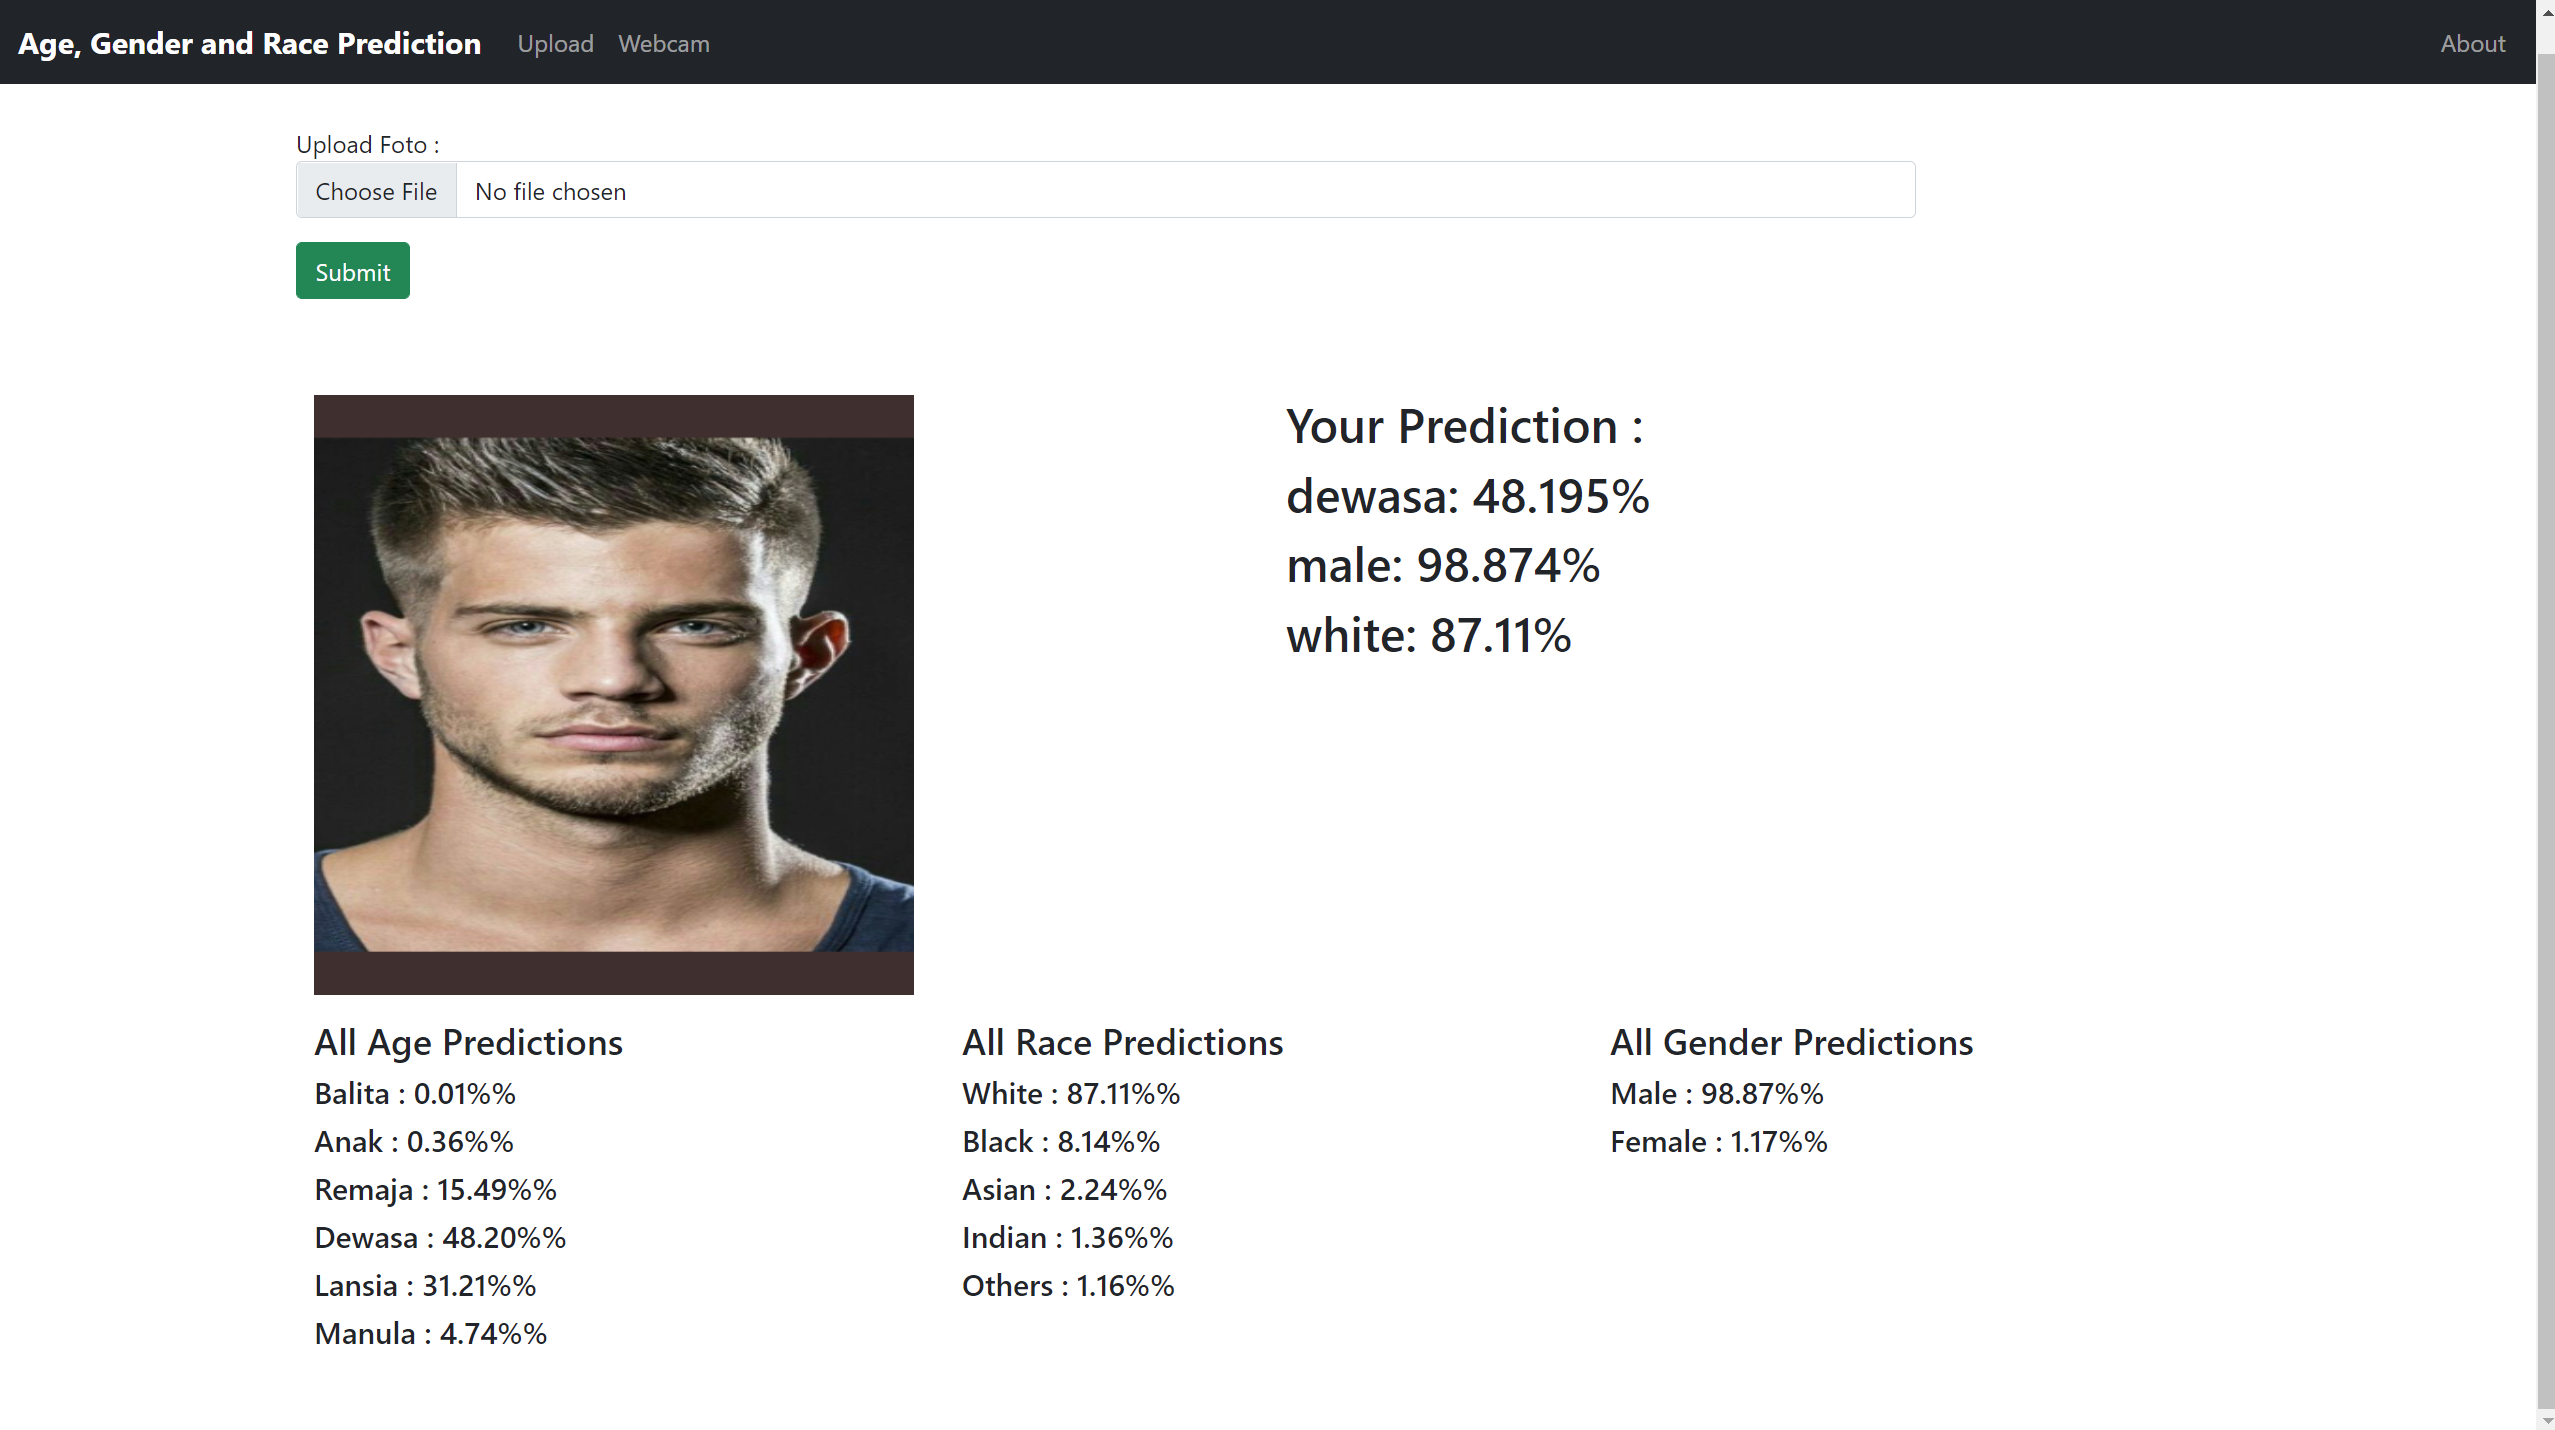 Age, Gender and Race Prediction Upload Webcam About
Upload Foto :
Choose File No file chosen
Submit
Your Prediction :
dewasa: 48.195%
male: 98.874%
white: 87.11%
All Age Predictions
Balita : 0.01%%
Anak : 0.36%%
Remaja : 15.49%%
Dewasa : 48.20%%
Lansia : 31.21%%
Manula : 4.74%%
All Race Predictions
White : 87.11%%
Black : 8.14%%
Asian : 2.24%%
Indian : 1.36%%
Others : 1.16%%
All Gender Predictions
Male : 98.87%%
Female : 1.17%%